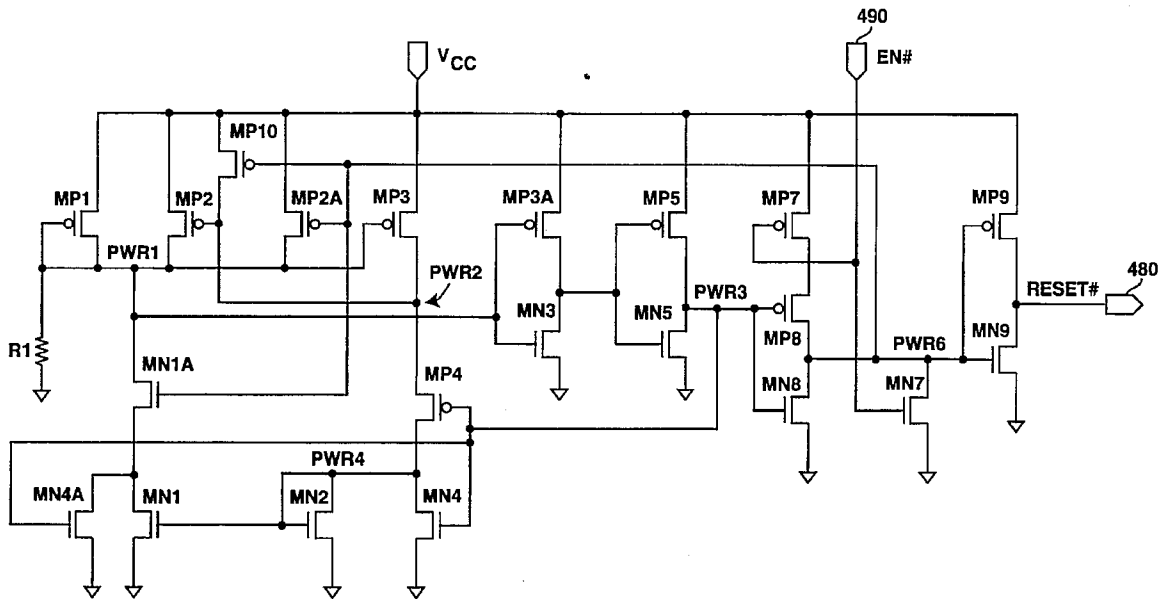 490
V_CC
EN#
MP10
MP1
MP2
MP2A
MP3
MP3A
MP5
MP7
MP9
PWR1
PWR2
480
PWR3
RESET#
MN3
MN5
MP8
MN9
R1
PWR6
MP4
MN1A
MN8
MN7
PWR4
MN4A
MN1
MN2
MN4